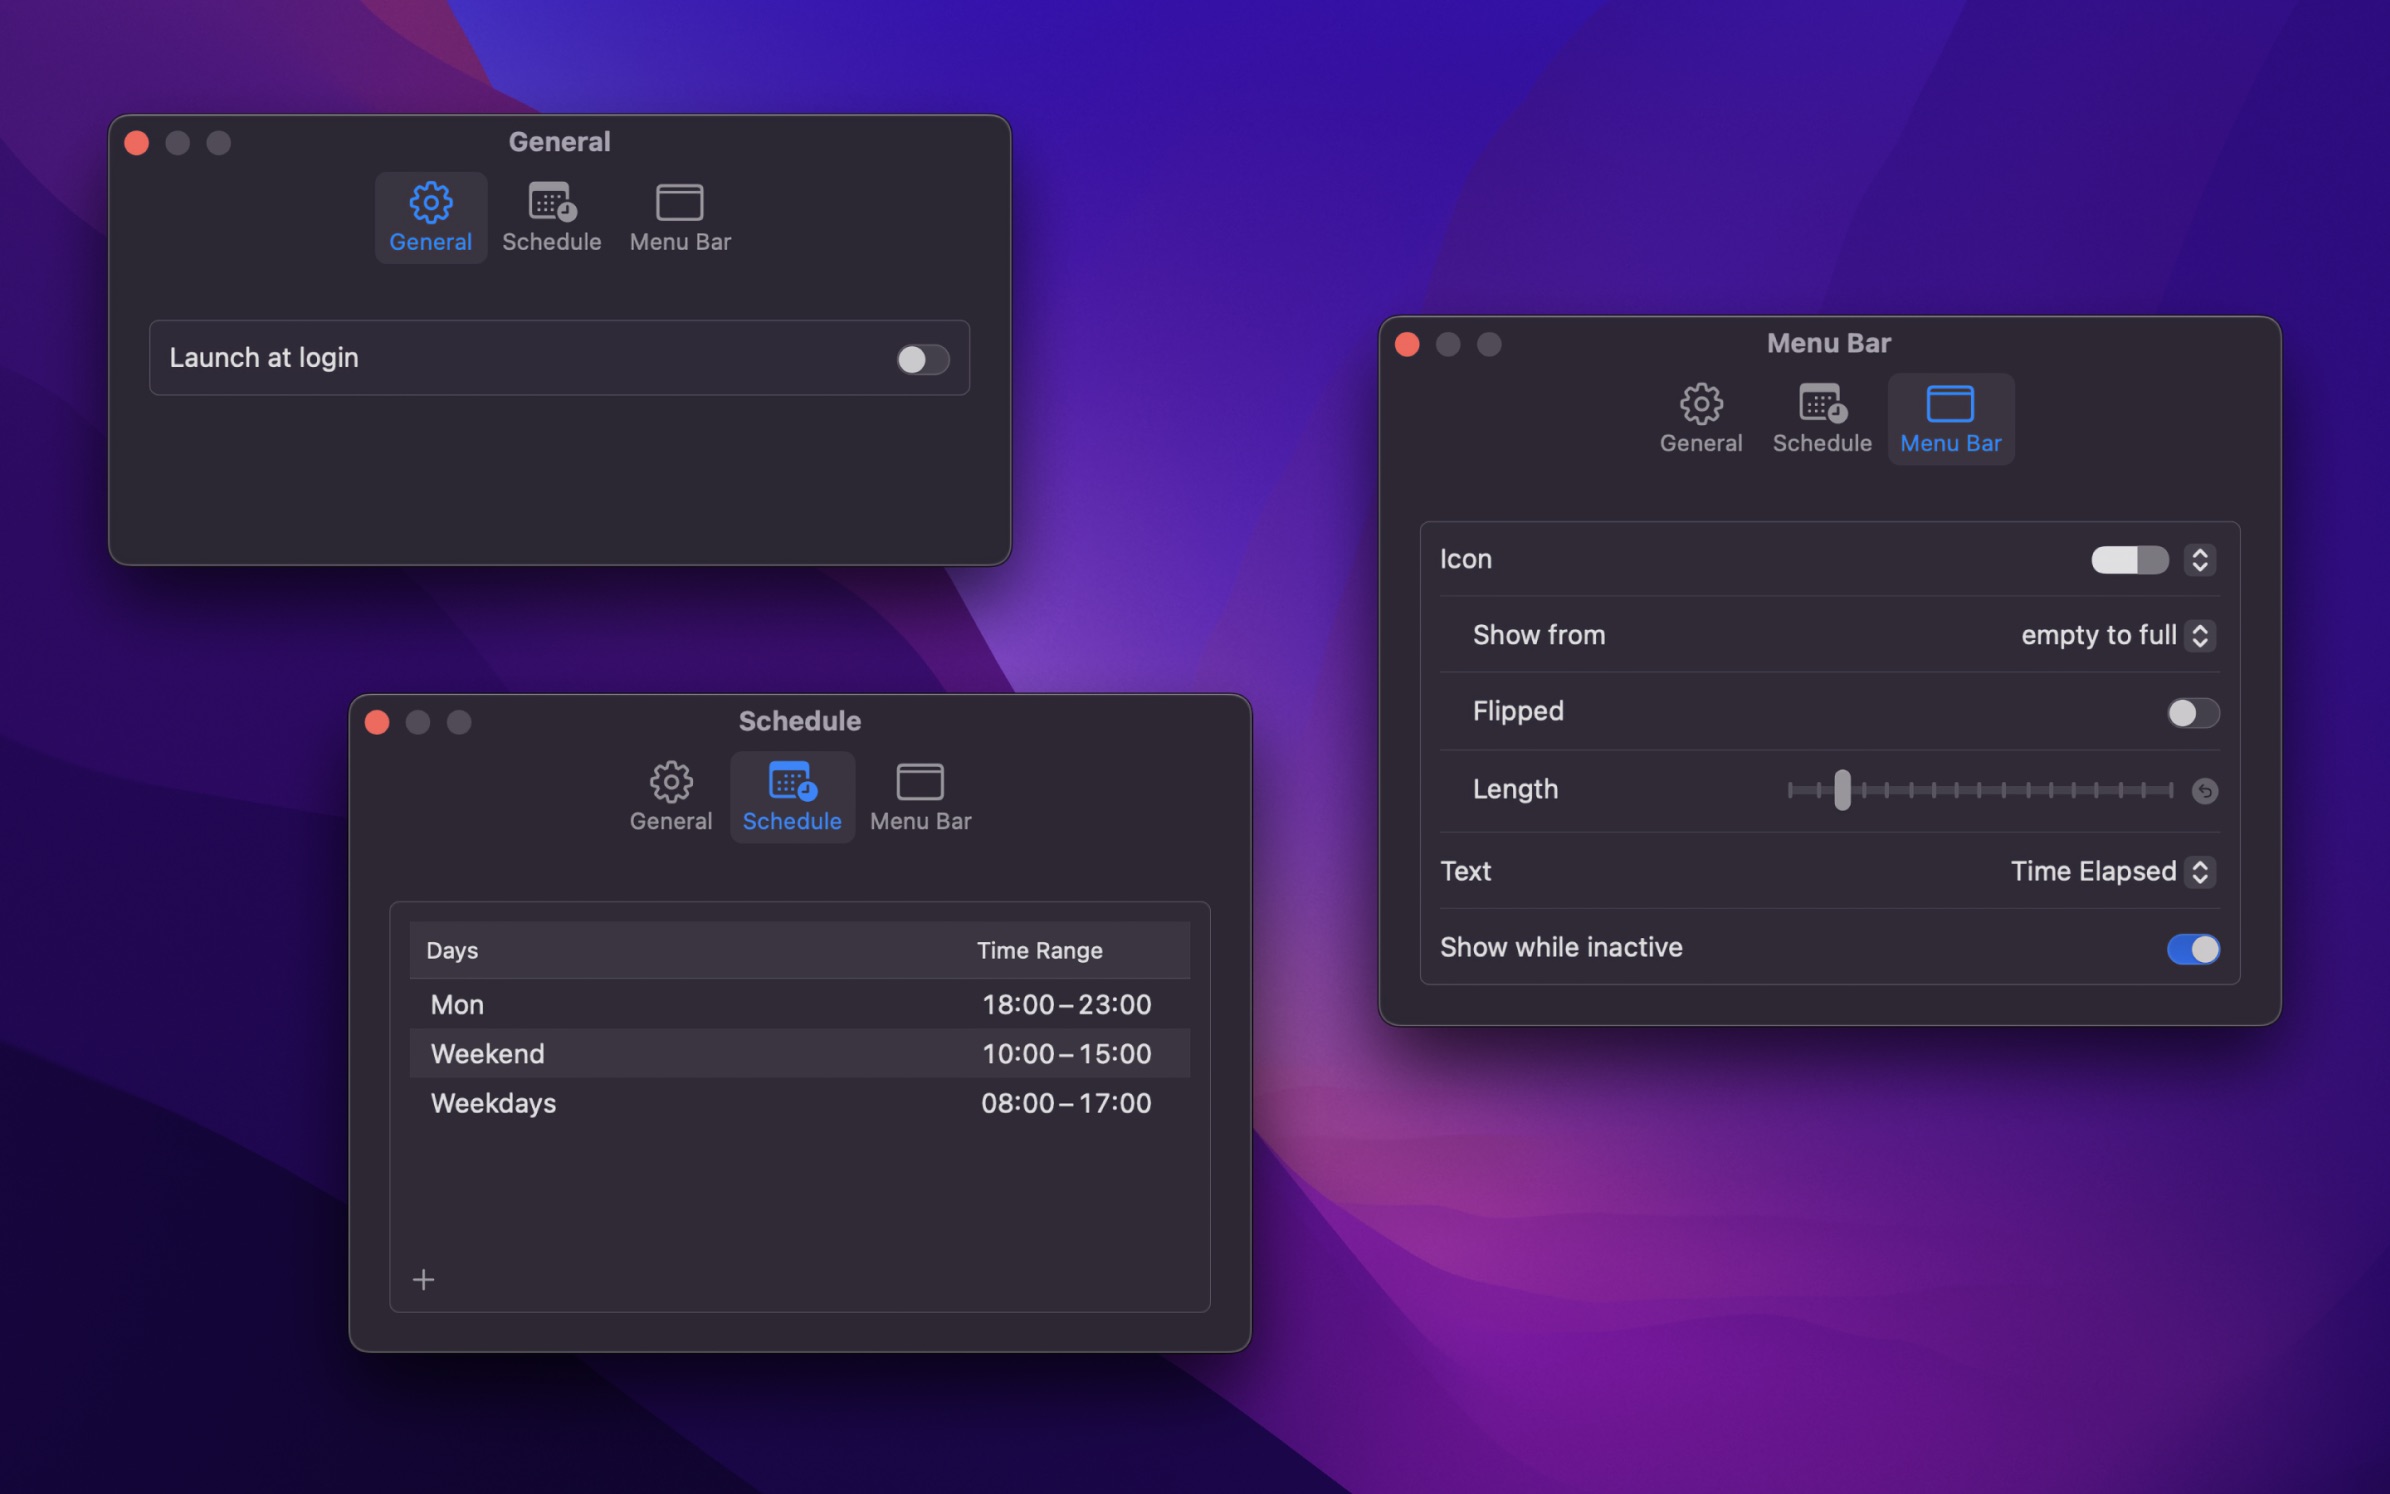 General
General Schedule Menu Bar
Launch at login
Schedule
General Schedule Menu Bar
Days Time Range
Mon 18:00–23:00
Weekend 10:00–15:00
Weekdays 08:00–17:00
Menu Bar
General Schedule Menu Bar
Icon
Show from empty to full
Flipped
Length
Text Time Elapsed
Show while inactive